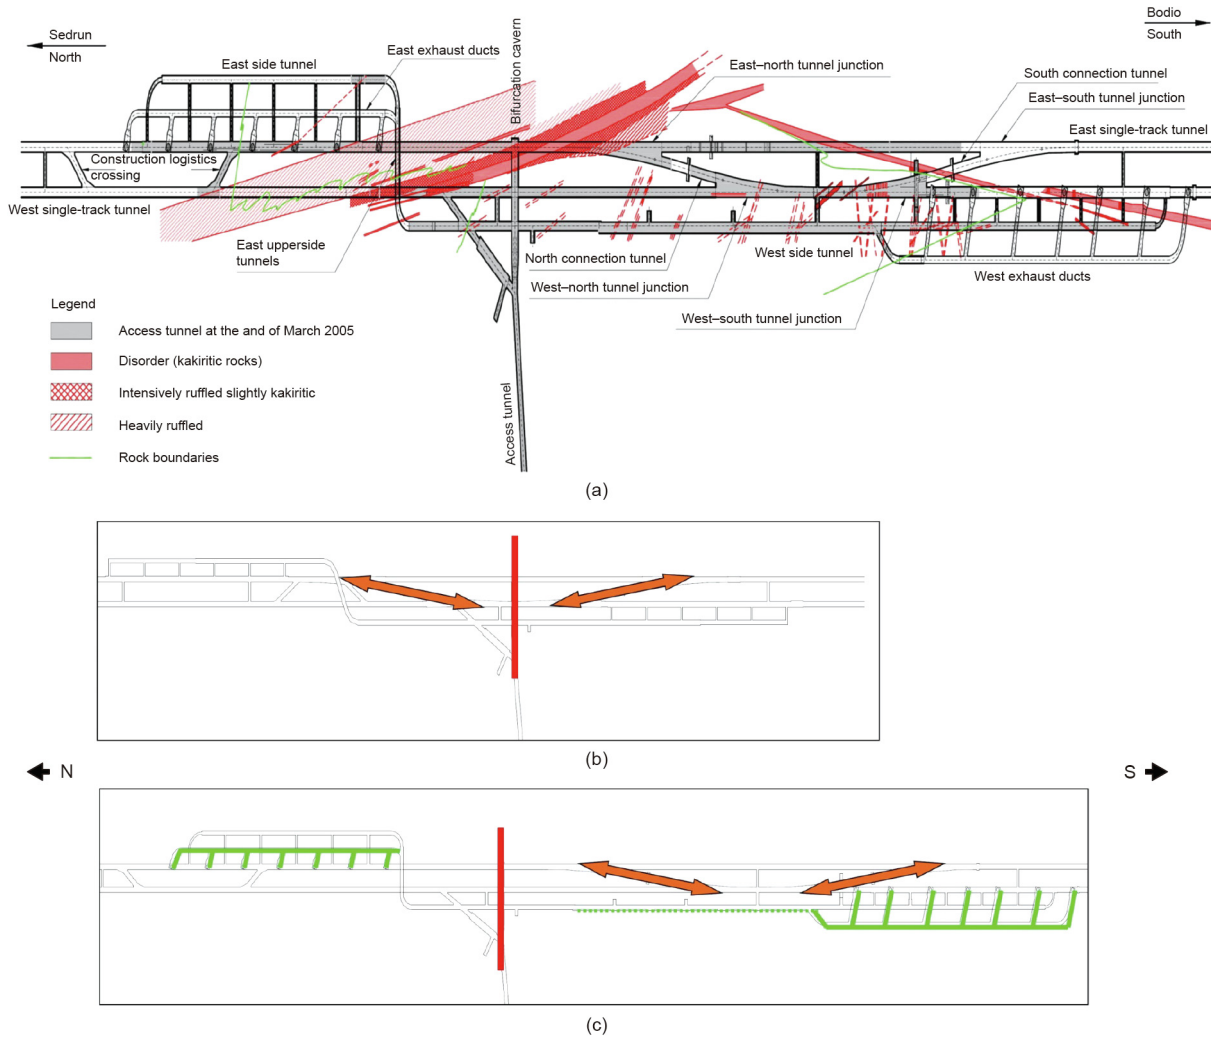 Sedrun
North
Bodio
South
East side tunnel
East exhaust ducts
Bifurcation cavern
East–north tunnel junction
South connection tunnel
East–south tunnel junction
East single-track tunnel
Construction logistics
crossing
West single-track tunnel
East upperside
tunnels
North connection tunnel
West side tunnel
West exhaust ducts
West–north tunnel junction
West–south tunnel junction
Access tunnel
Legend
Access tunnel at the and of March 2005
Disorder (kakiritic rocks)
Intensively ruffled slightly kakiritic
Heavily ruffled
Rock boundaries
(a)
(b)
N
S
(c)